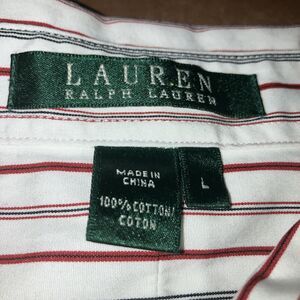 LAUREN
RALPH LAUREN
MADE IN
CHINA
100% COTTON/
COTON
L